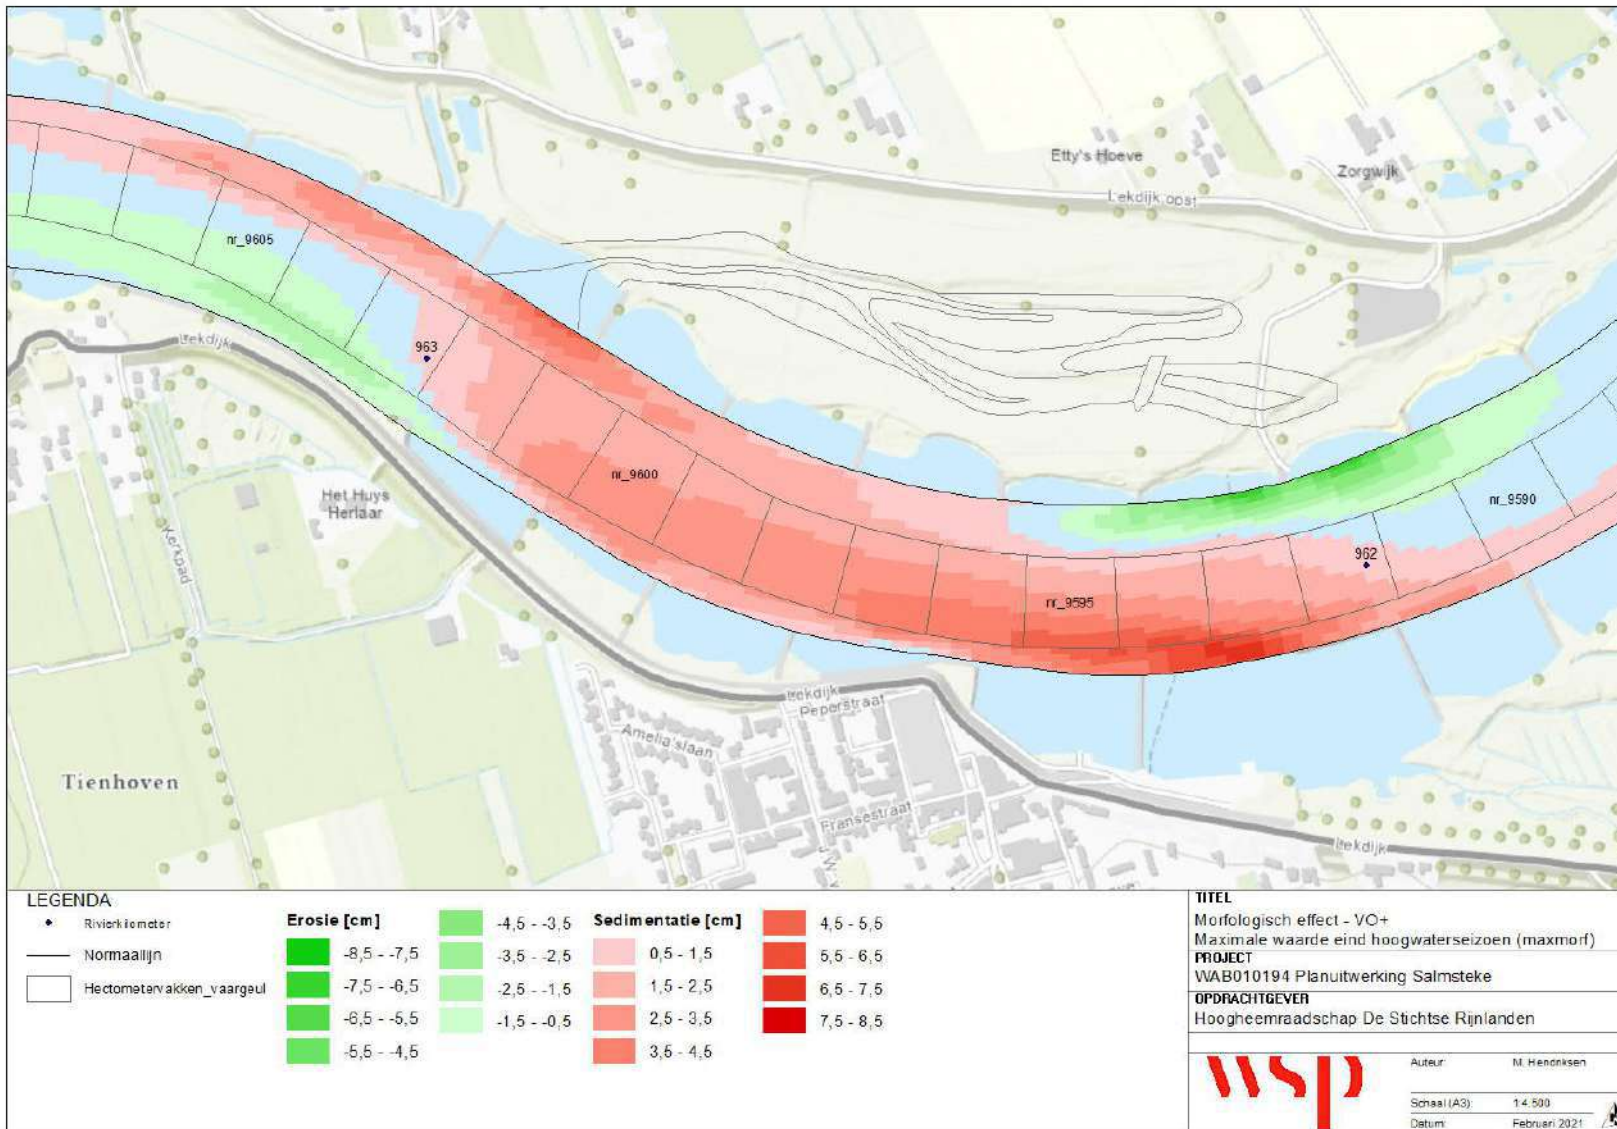 Etty's Hoeve
Zorgwijk
Lekdijk oost
nr_9605
963
Lekdijk
nr_9600
nr_9590
962
nr_9595
Het Huys
Herlaar
Kerkpad
Lekdijk
Peperstraat
Amelia'slaan
Tienhoven
Fransestraat
Lekdijk
LEGENDA
Rivierkilometer
Normaallijn
Hectometervakken_vaargeul
Erosie [cm]
-8,5 - -7,5
-7,5 - -6,5
-6,5 - -5,5
-5,5 - -4,5
-4,5 - -3,5
-3,5 - -2,5
-2,5 - -1,5
-1,5 - -0,5
Sedimentatie [cm]
0,5 - 1,5
1,5 - 2,5
2,5 - 3,5
3,5 - 4,5
4,5 - 5,5
5,5 - 6,5
6,5 - 7,5
7,5 - 8,5
TITEL
Morfologisch effect - VO+
Maximale waarde eind hoogwaterseizoen (maxmorf)
PROJECT
WAB010194 Planuitwerking Salmsteke
OPDRACHTGEVER
Hoogheemraadschap De Stichtse Rijnlanden
wsp
Auteur: M. Hendriksen
Schaal (A3): 1:4.500
Datum: Februari 2021